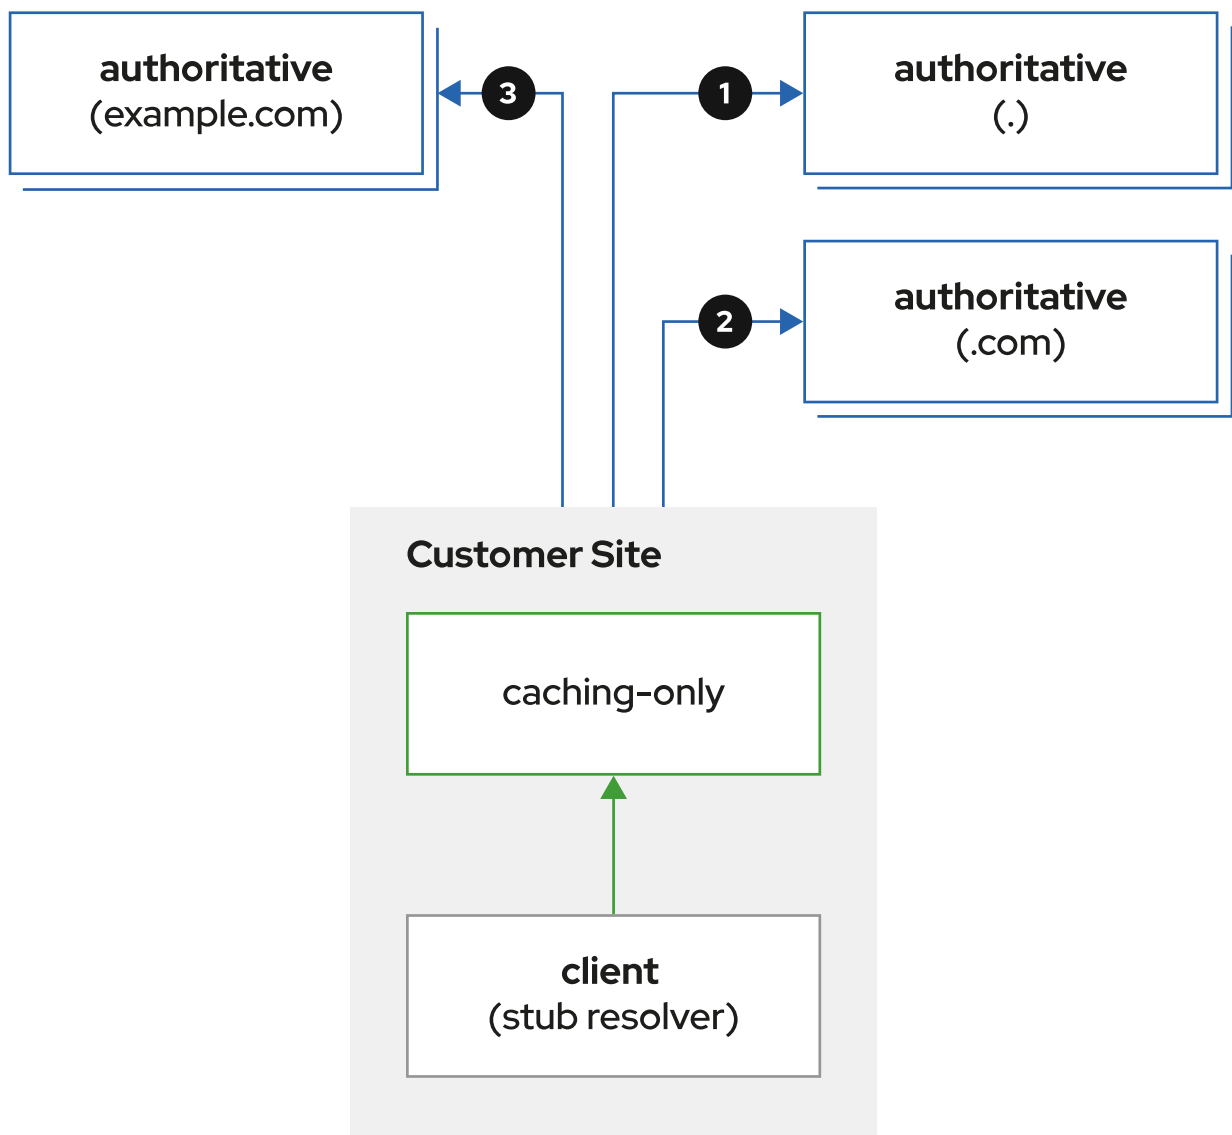 authoritative
(example.com)
3
1
authoritative
(.)
2
authoritative
(.com)
Customer Site
caching-only
client
(stub resolver)